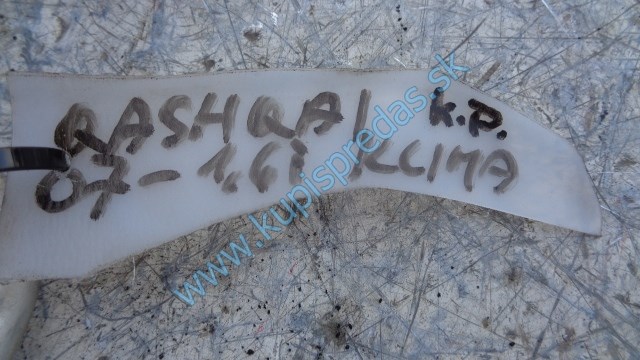 QASHQAI K.P.
07- 1,6i KLIMA
www.kupispredas.sk